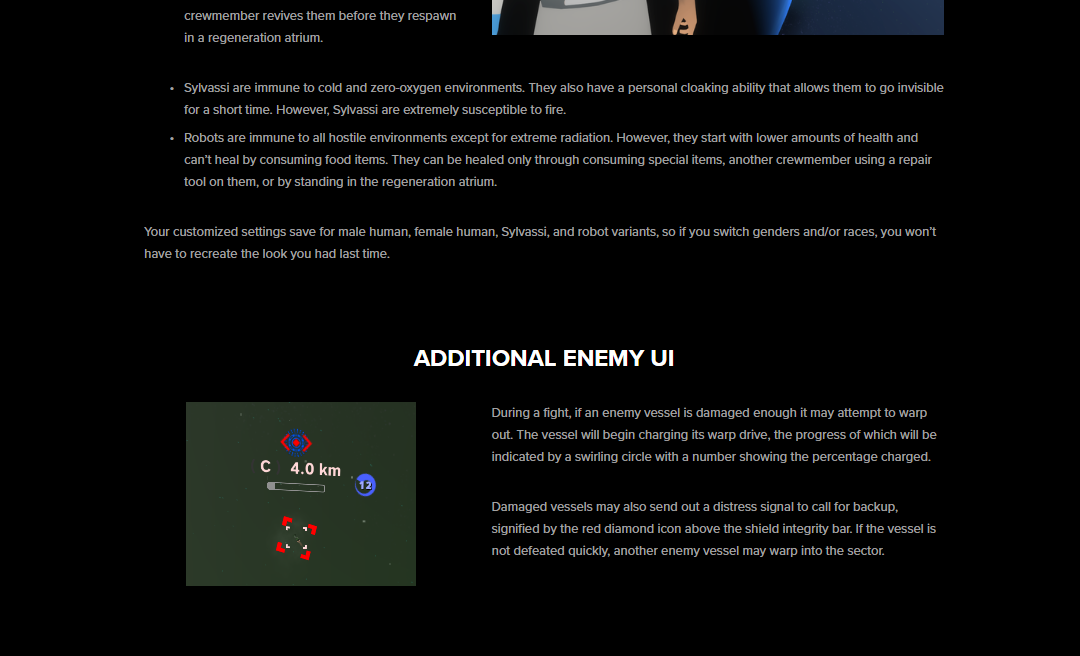 crewmember revives them before they respawn
in a regeneration atrium.
• Sylvassi are immune to cold and zero-oxygen environments. They also have a personal cloaking ability that allows them to go invisible
for a short time. However, Sylvassi are extremely susceptible to fire.
• Robots are immune to all hostile environments except for extreme radiation. However, they start with lower amounts of health and
can't heal by consuming food items. They can be healed only through consuming special items, another crewmember using a repair
tool on them, or by standing in the regeneration atrium.
Your customized settings save for male human, female human, Sylvassi, and robot variants, so if you switch genders and/or races, you won't
have to recreate the look you had last time.
ADDITIONAL ENEMY UI
C 4.0 km
12
During a fight, if an enemy vessel is damaged enough it may attempt to warp
out. The vessel will begin charging its warp drive, the progress of which will be
indicated by a swirling circle with a number showing the percentage charged.
Damaged vessels may also send out a distress signal to call for backup,
signified by the red diamond icon above the shield integrity bar. If the vessel is
not defeated quickly, another enemy vessel may warp into the sector.